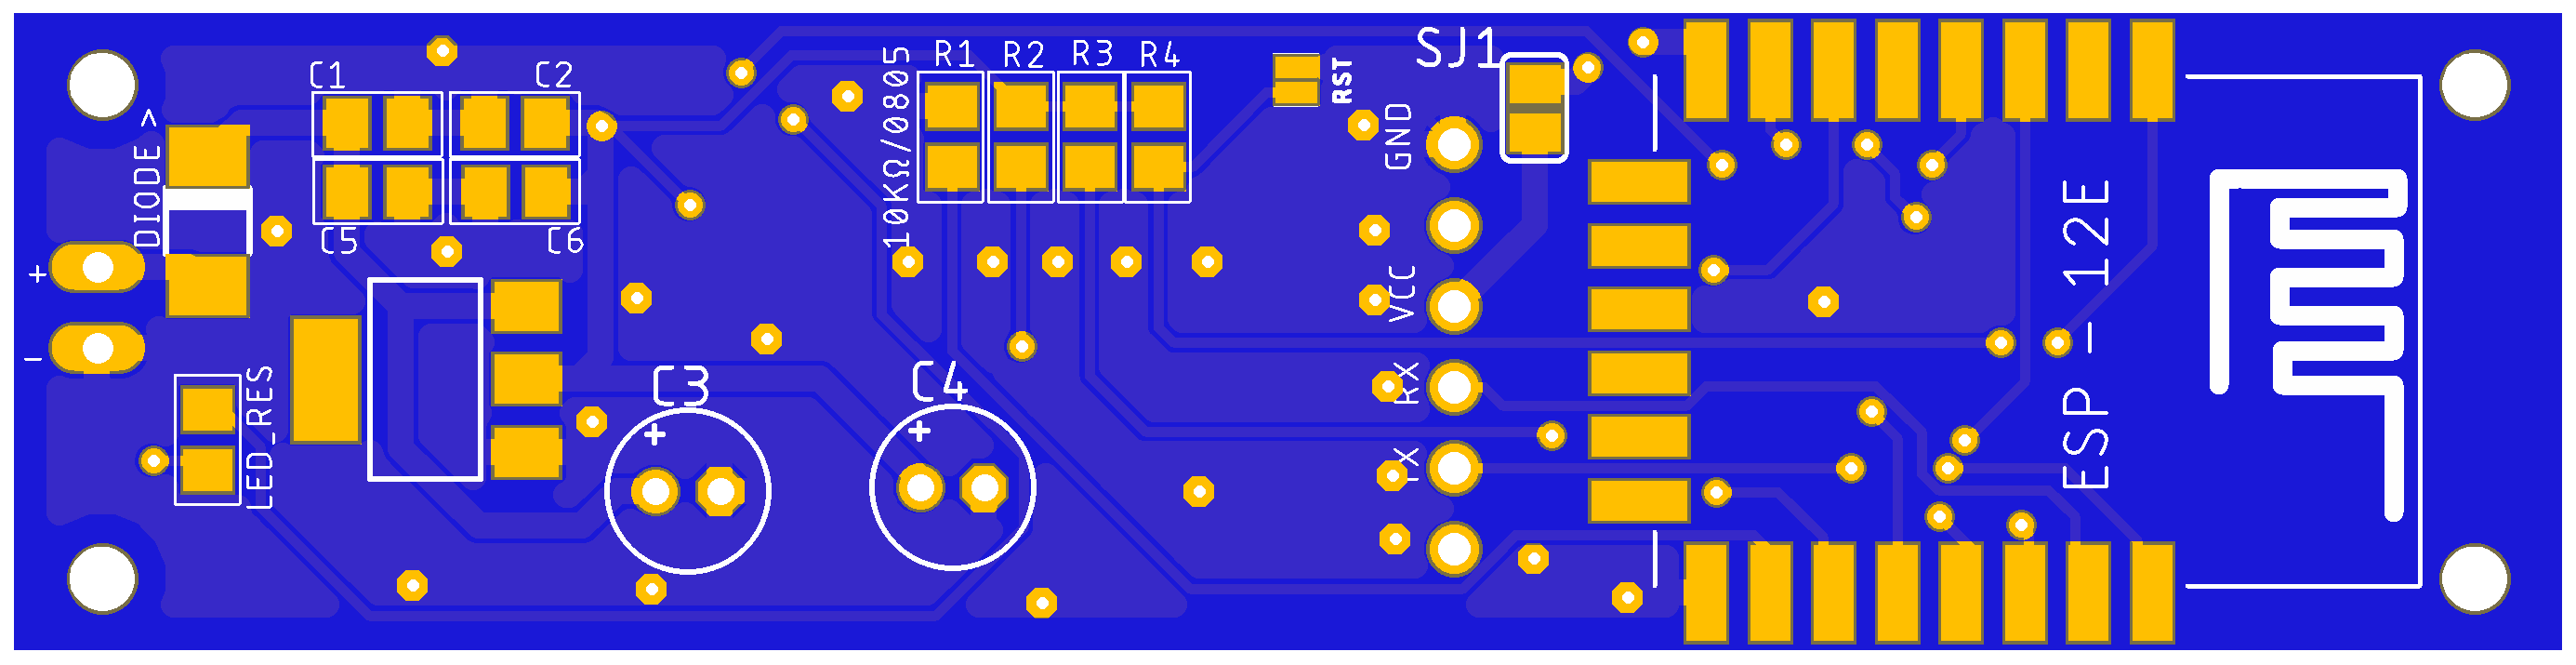 C1
C2
C5
C6
DIODE >
+
-
LED_RES
C3
+
C4
+
10KΩ/0805
R1
R2
R3
R4
RST
SJ1
GND
VCC
RX
TX
ESP - 12E